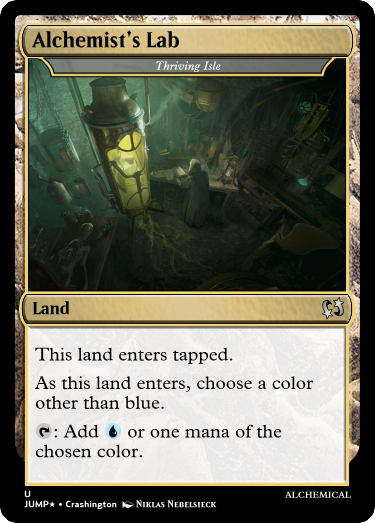 Alchemist's Lab
Thriving Isle
Land
This land enters tapped.
As this land enters, choose a color
other than blue.
: Add or one mana of the
chosen color.
U
ALCHEMICAL
JUMP★ • Crashington Niklas Nebelsieck